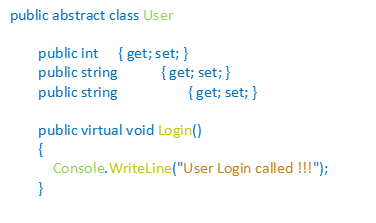 public abstract class User
public int { get; set; }
public string { get; set; }
public string { get; set; }
public virtual void Login()
{
Console.WriteLine("User Login called !!!");
}